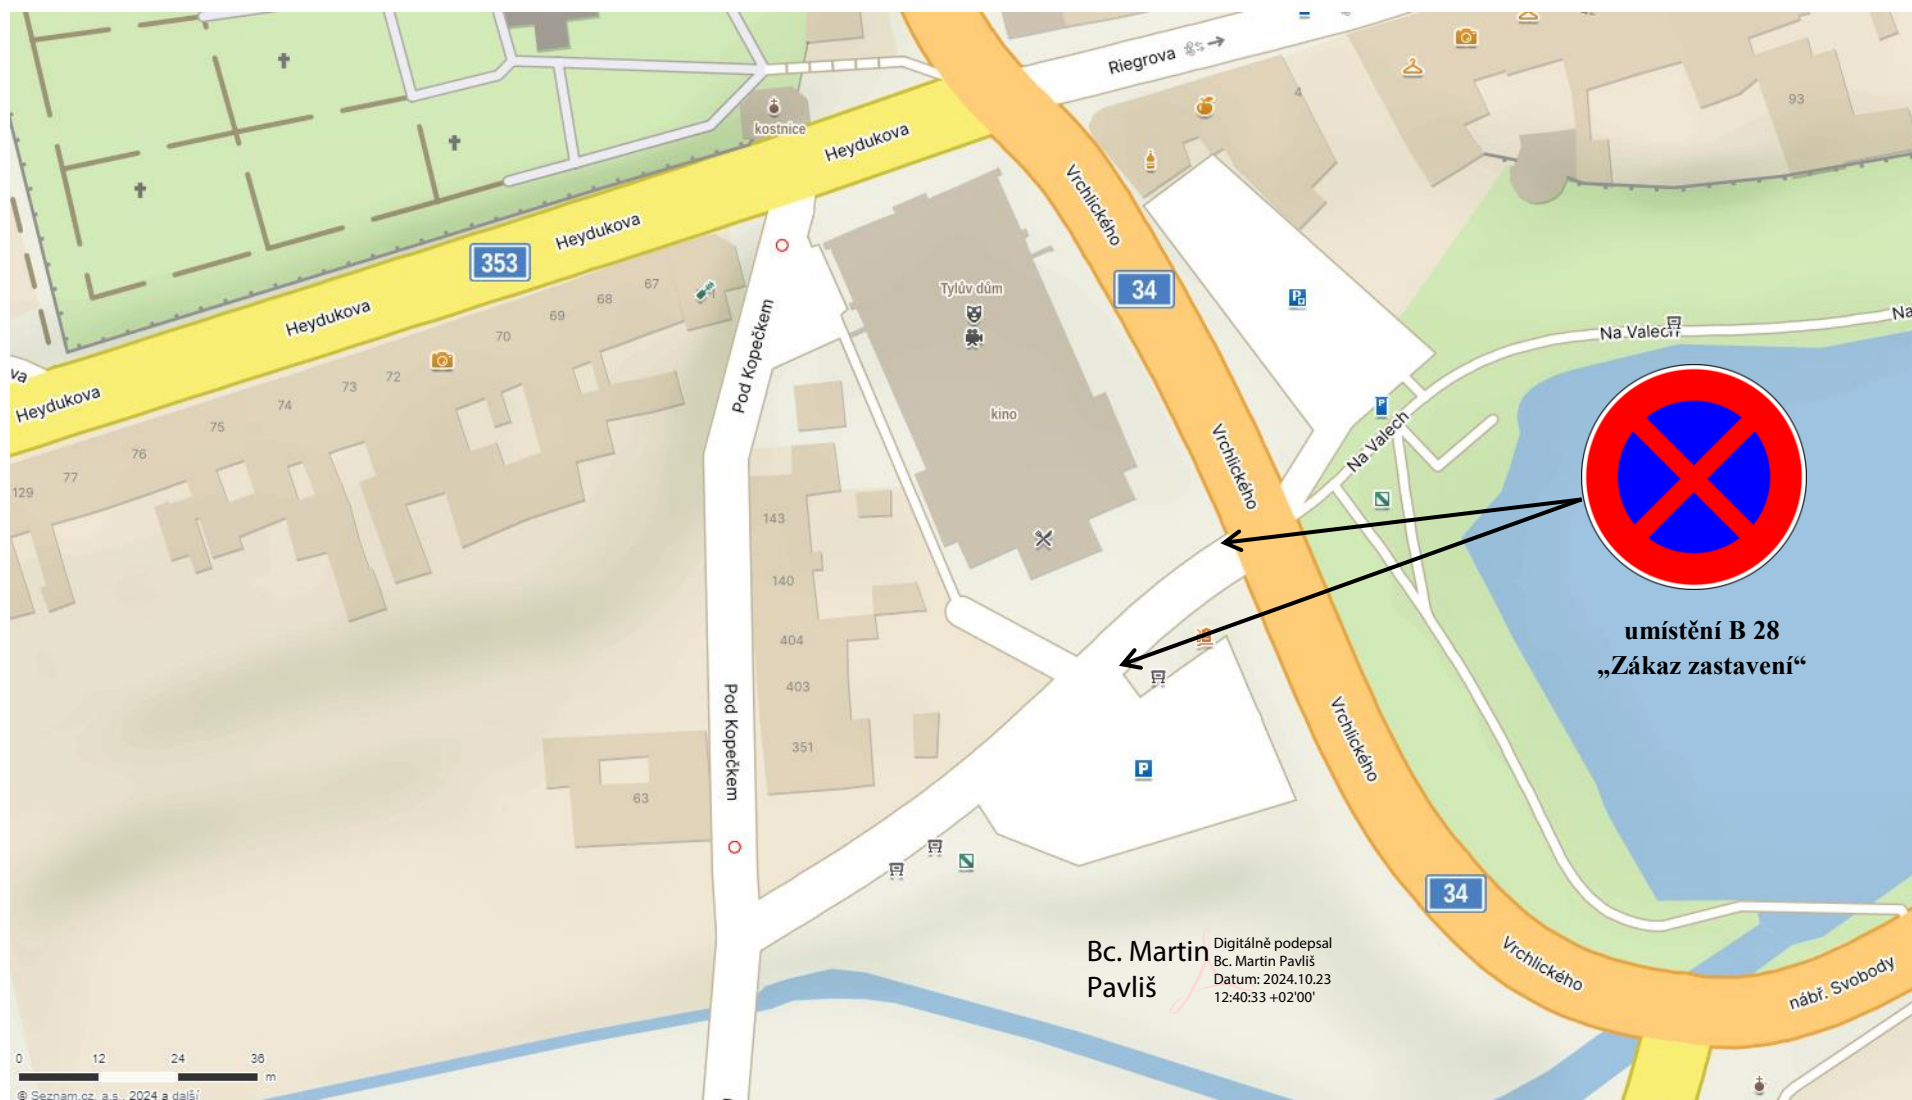 Riegrova
42
4
93
kostnice
Heydukova
Vrchlického
Heydukova
353
Heydukova
67
68
69
70
72
73
74
75
76
77
129
Heydukova
va
Pod Kopečkem
Tylův dům
kino
34
Na Valech
Na
Vrchlického
Na Valech
143
140
404
403
351
63
Pod Kopečkem
umístění B 28
„Zákaz zastavení“
Vrchlického
34
Vrchlického
nábř. Svobody
Bc. Martin
Pavliš
Digitálně podepsal
Bc. Martin Pavliš
Datum: 2024.10.23
12:40:33 +02'00'
0 12 24 36
m
© Seznam.cz, a.s., 2024 a další